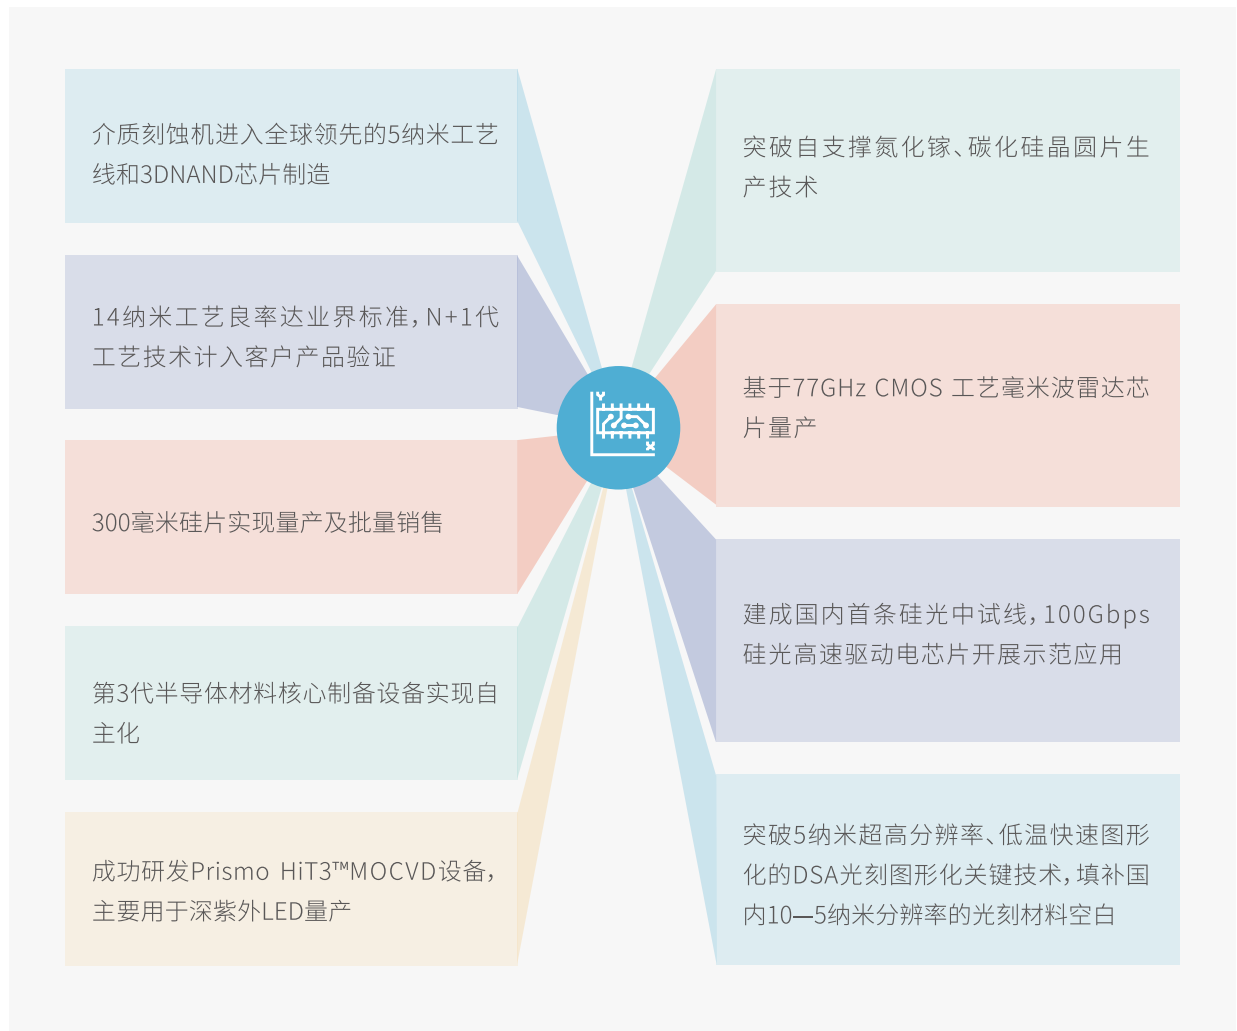 介质刻蚀机进入全球领先的5纳米工艺
线和3DNAND芯片制造
14纳米工艺良率达业界标准，N+1代
工艺技术计入客户产品验证
300毫米硅片实现量产及批量销售
第3代半导体材料核心制备设备实现自
主化
成功研发Prismo HiT3™MOCVD设备，
主要用于深紫外LED量产
Y
X
突破自支撑氮化镓、碳化硅晶圆片生
产技术
基于77GHz CMOS 工艺毫米波雷达芯
片量产
建成国内首条硅光中试线，100Gbps
硅光高速驱动电芯片开展示范应用
突破5纳米超高分辨率、低温快速图形
化的DSA光刻图形化关键技术，填补国
内10—5纳米分辨率的光刻材料空白